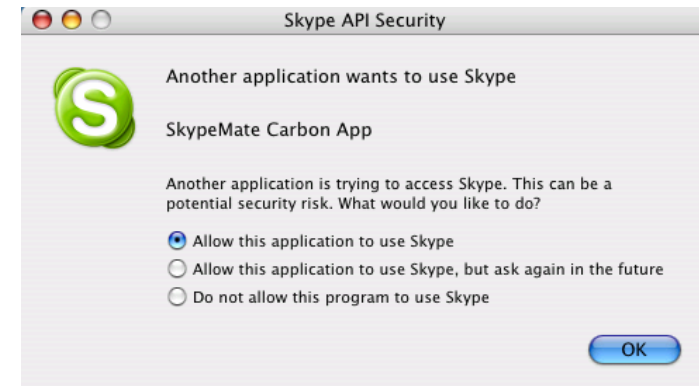 Skype API Security
Another application wants to use Skype
SkypeMate Carbon App
Another application is trying to access Skype. This can be a
potential security risk. What would you like to do?
Allow this application to use Skype
Allow this application to use Skype, but ask again in the future
Do not allow this program to use Skype
OK